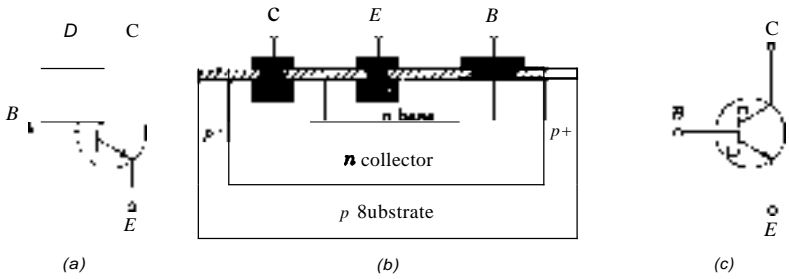 D C
B
E
(a)
C E B
n base
p+
n collector
p 8ubstrate
(b)
C
B
E
(c)